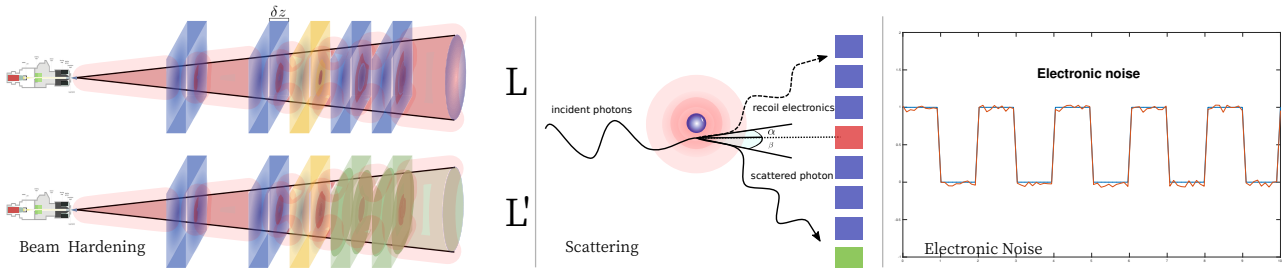 δz
L
L'
Beam Hardening
incident photons
recoil electronics
α
β
scattered photon
Scattering
Electronic noise
Electronic Noise